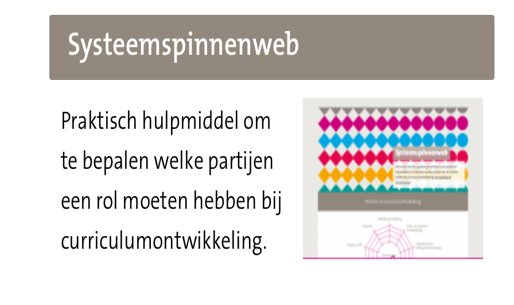 Systeemspinnenweb
Praktisch hulpmiddel om
te bepalen welke partijen
een rol moeten hebben bij
curriculumontwikkeling.
Systeemspinnenweb